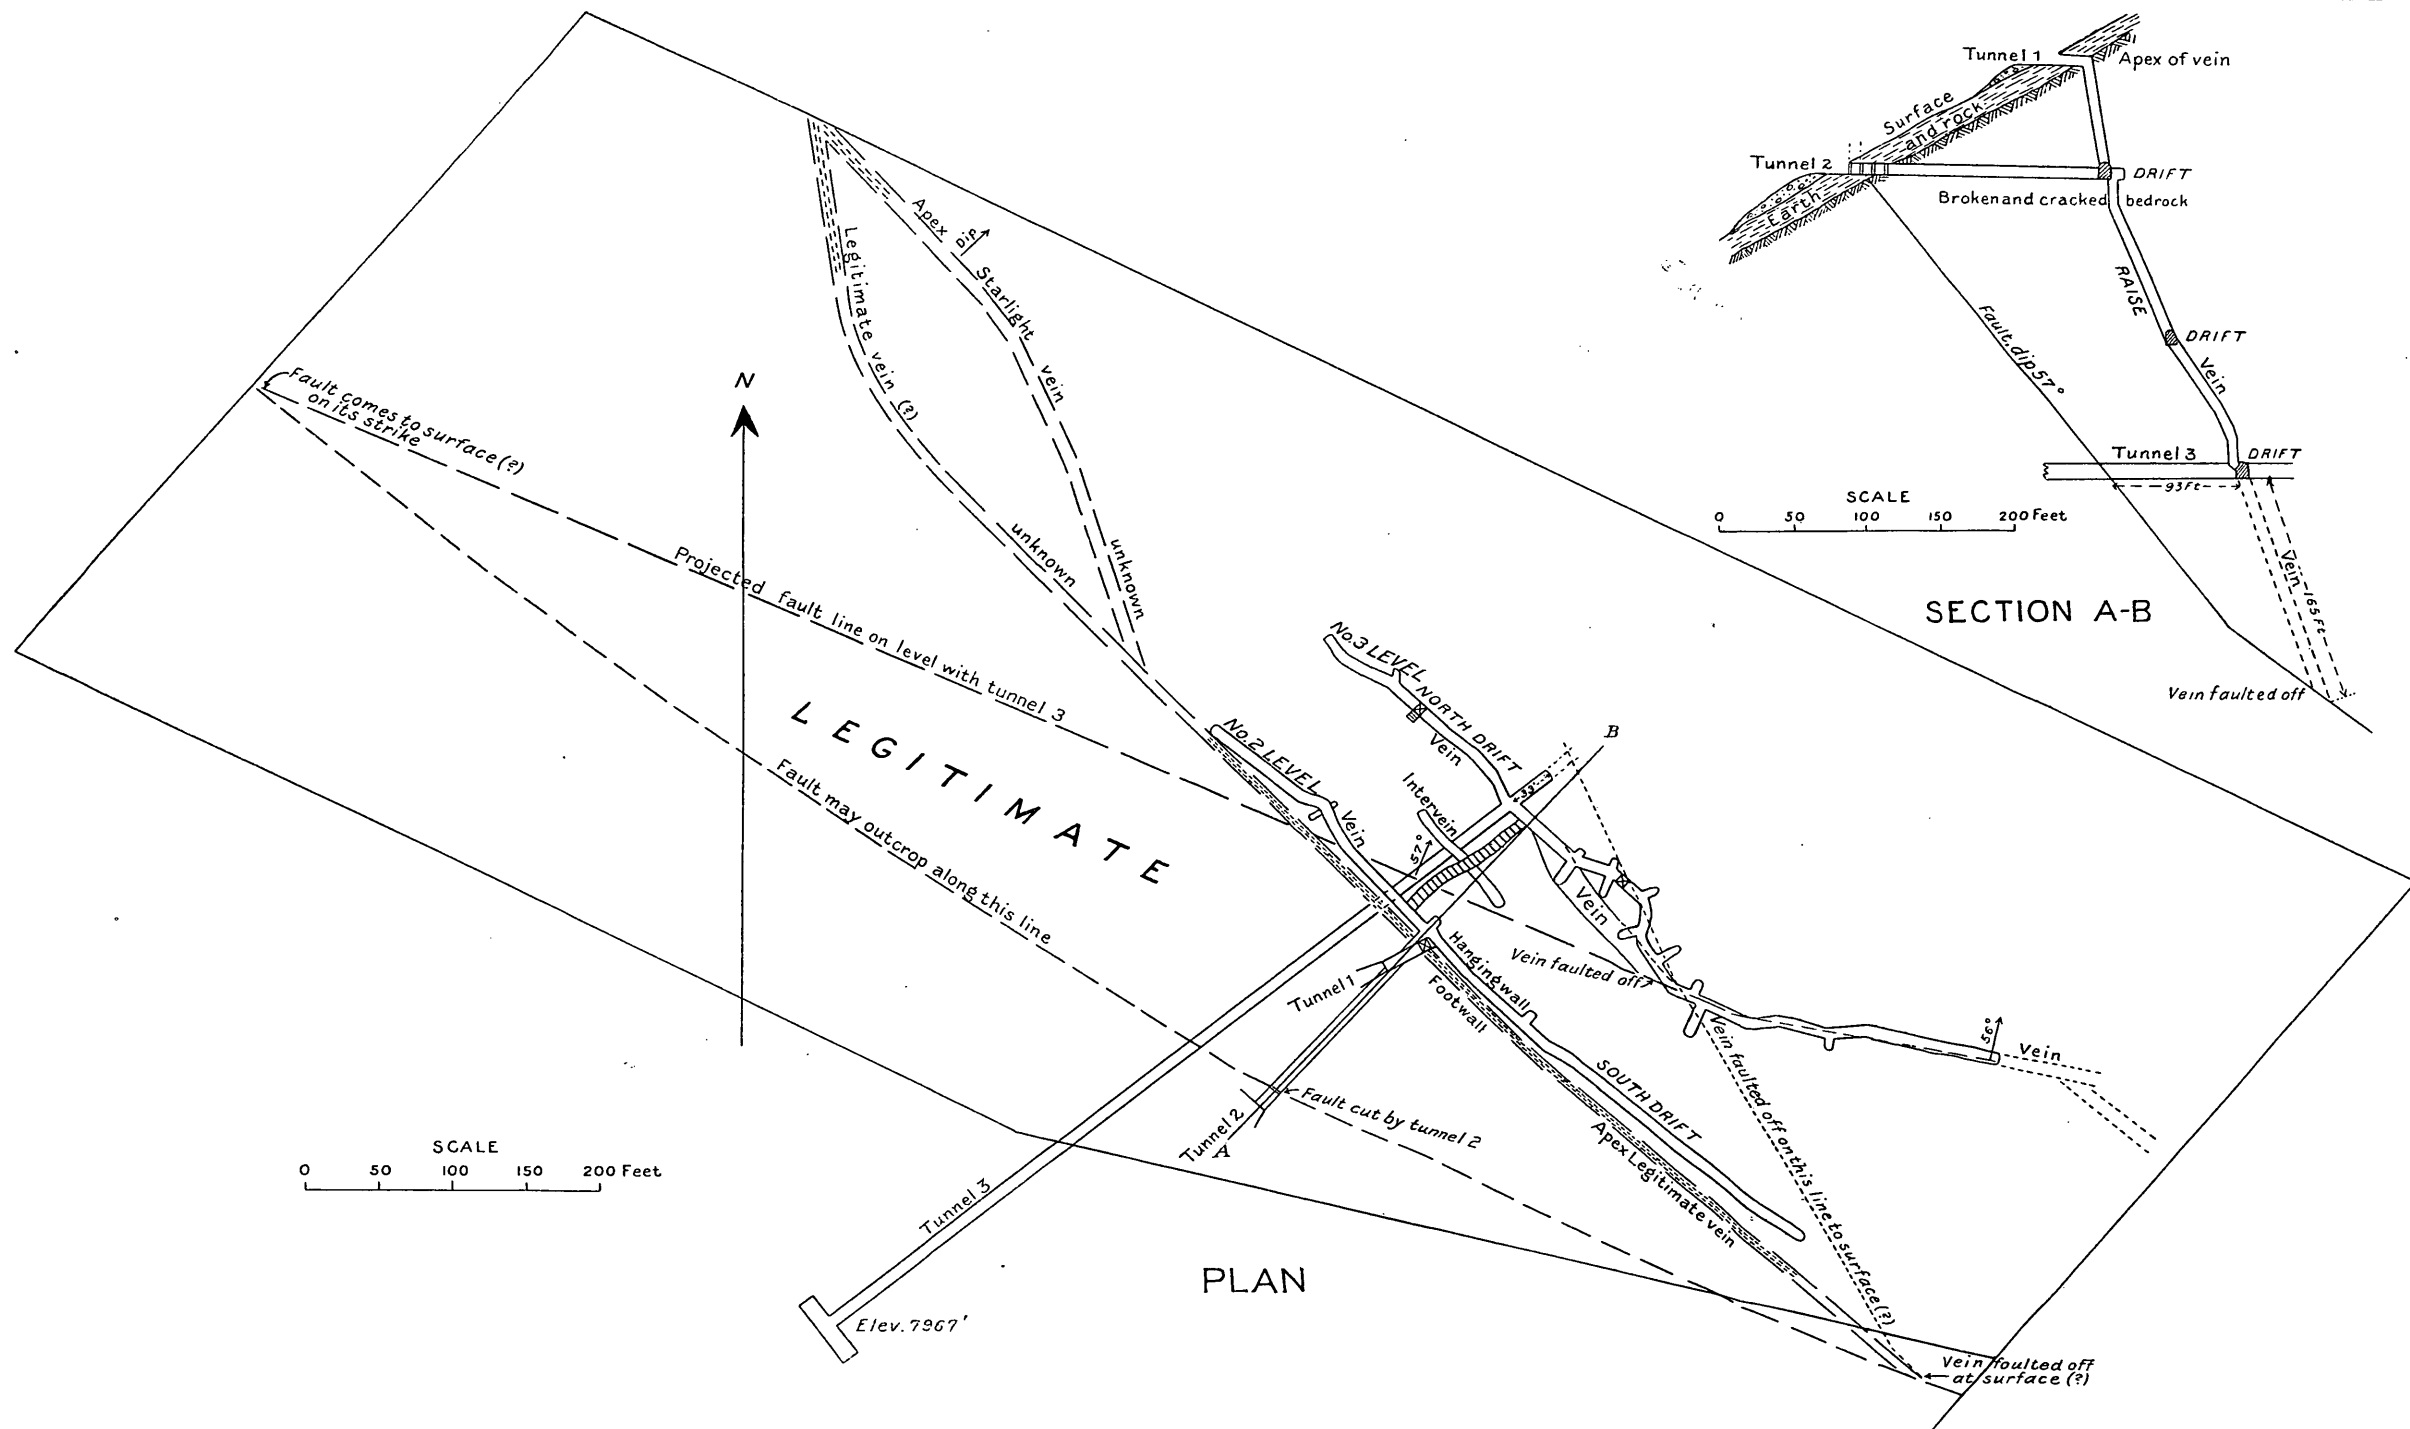 Tunnel 1
Apex of vein
Surface
and rock
Tunnel 2
DRIFT
Broken and cracked bedrock
Earth
RAISE
Fault, dip 57°
DRIFT
Vein
Tunnel 3
DRIFT
93 Ft
SCALE
0 50 100 150 200 Feet
Vein 165 Ft
SECTION A-B
Vein faulted off
Apex Starlight vein
Dip
unknown
Legitimate vein (?)
unknown
N
Fault comes to surface (?)
on its strike
Projected fault line on level with tunnel 3
LEGITIMATE
Fault may outcrop along this line
No. 3 LEVEL
NORTH DRIFT
Vein
B
No. 2 LEVEL
Vein
Intervein
57°
33'
Vein
Vein faulted off
Hanging wall
Footwall
Tunnel 1
56°
Vein
Vein faulted off on this line to surface (?)
SOUTH DRIFT
Fault cut by tunnel 2
Tunnel 2
A
Apex Legitimate vein
SCALE
0 50 100 150 200 Feet
Tunnel 3
PLAN
Elev. 7967'
Vein foulted off
at surface (?)